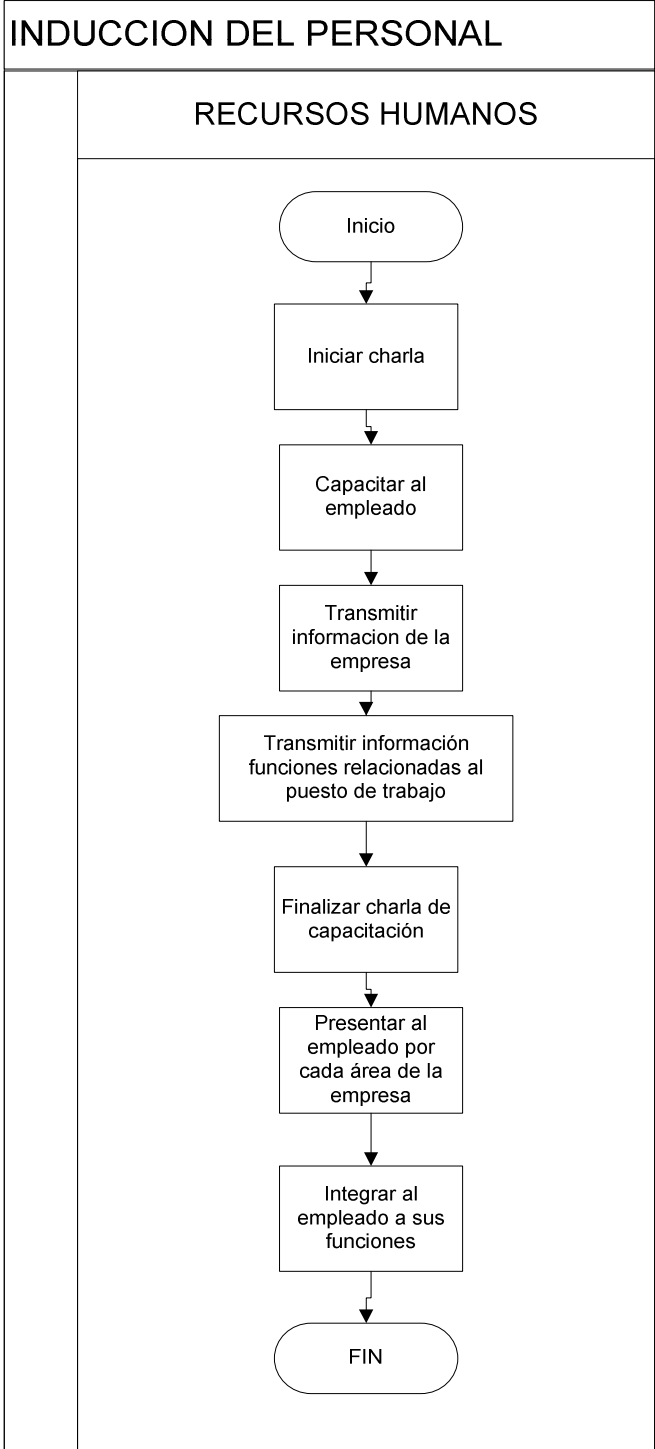 INDUCCION DEL PERSONAL
RECURSOS HUMANOS
Inicio
Iniciar charla
Capacitar al
empleado
Transmitir
informacion de la
empresa
Transmitir información
funciones relacionadas al
puesto de trabajo
Finalizar charla de
capacitación
Presentar al
empleado por
cada área de la
empresa
Integrar al
empleado a sus
funciones
FIN